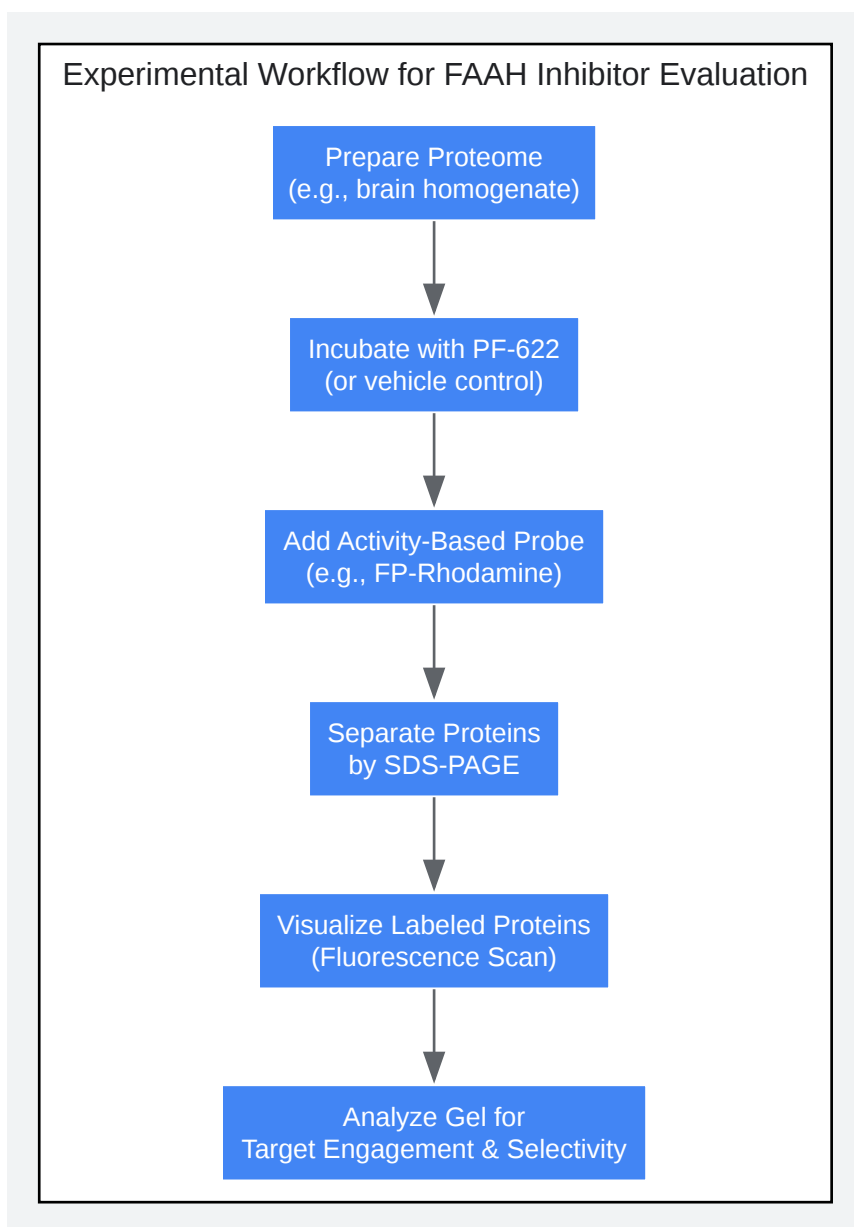 Experimental Workflow for FAAH Inhibitor Evaluation
Prepare Proteome
(e.g., brain homogenate)
Incubate with PF-622
(or vehicle control)
Add Activity-Based Probe
(e.g., FP-Rhodamine)
Separate Proteins
by SDS-PAGE
Visualize Labeled Proteins
(Fluorescence Scan)
Analyze Gel for
Target Engagement & Selectivity